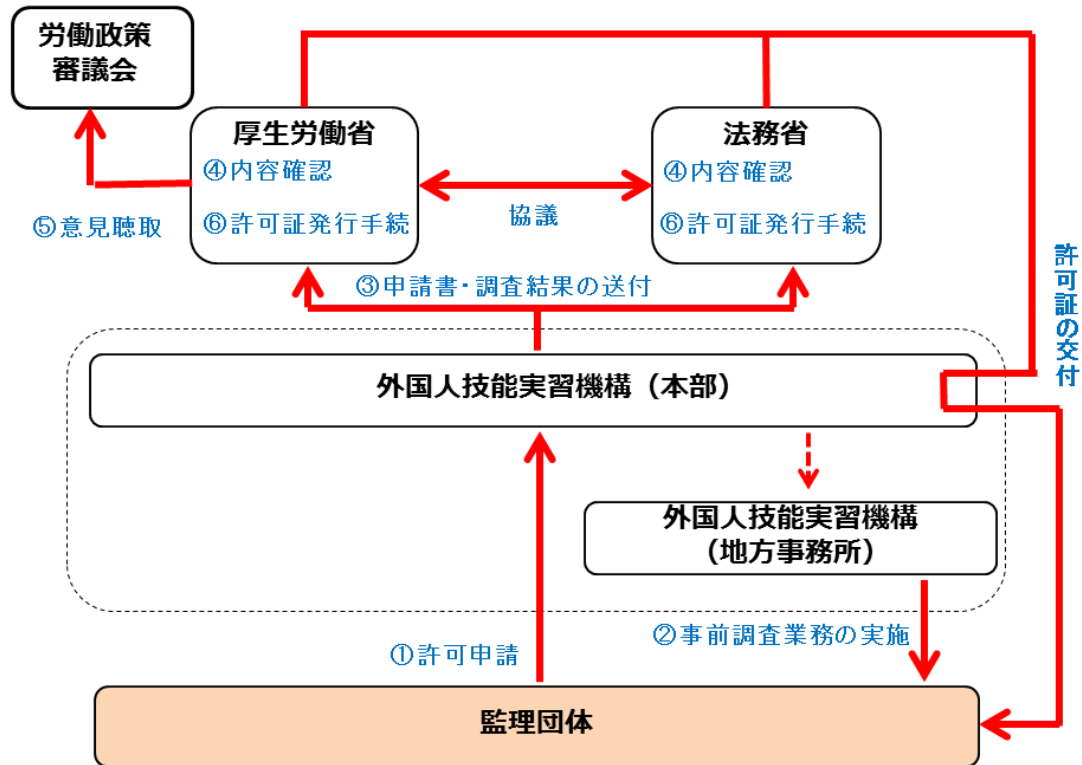 労働政策
審議会
厚生労働省
④内容確認
⑥許可証発行手続
法務省
④内容確認
⑥許可証発行手続
協議
⑤意見聴取
③申請書・調査結果の送付
許可証の交付
外国人技能実習機構（本部）
外国人技能実習機構
（地方事務所）
②事前調査業務の実施
①許可申請
監理団体